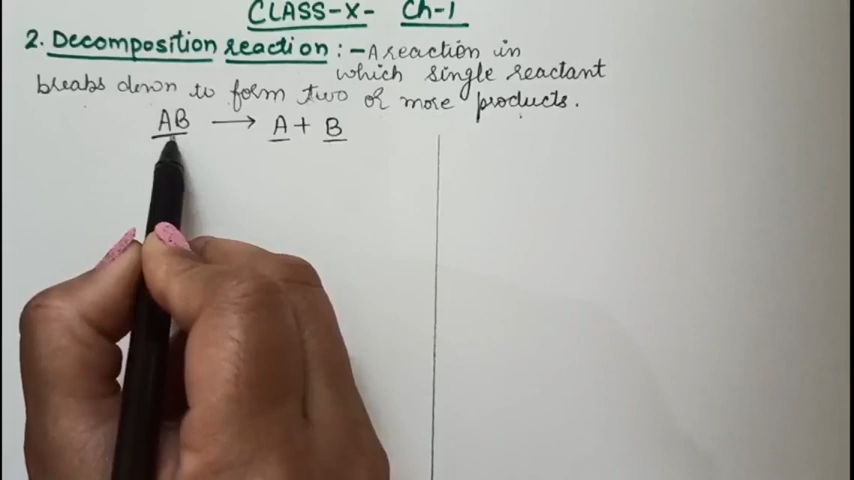 CLASS-X- Ch-1
2. Decomposition reaction :- A reaction in
which single reactant
breabs down to form two or more products.
AB → A + B